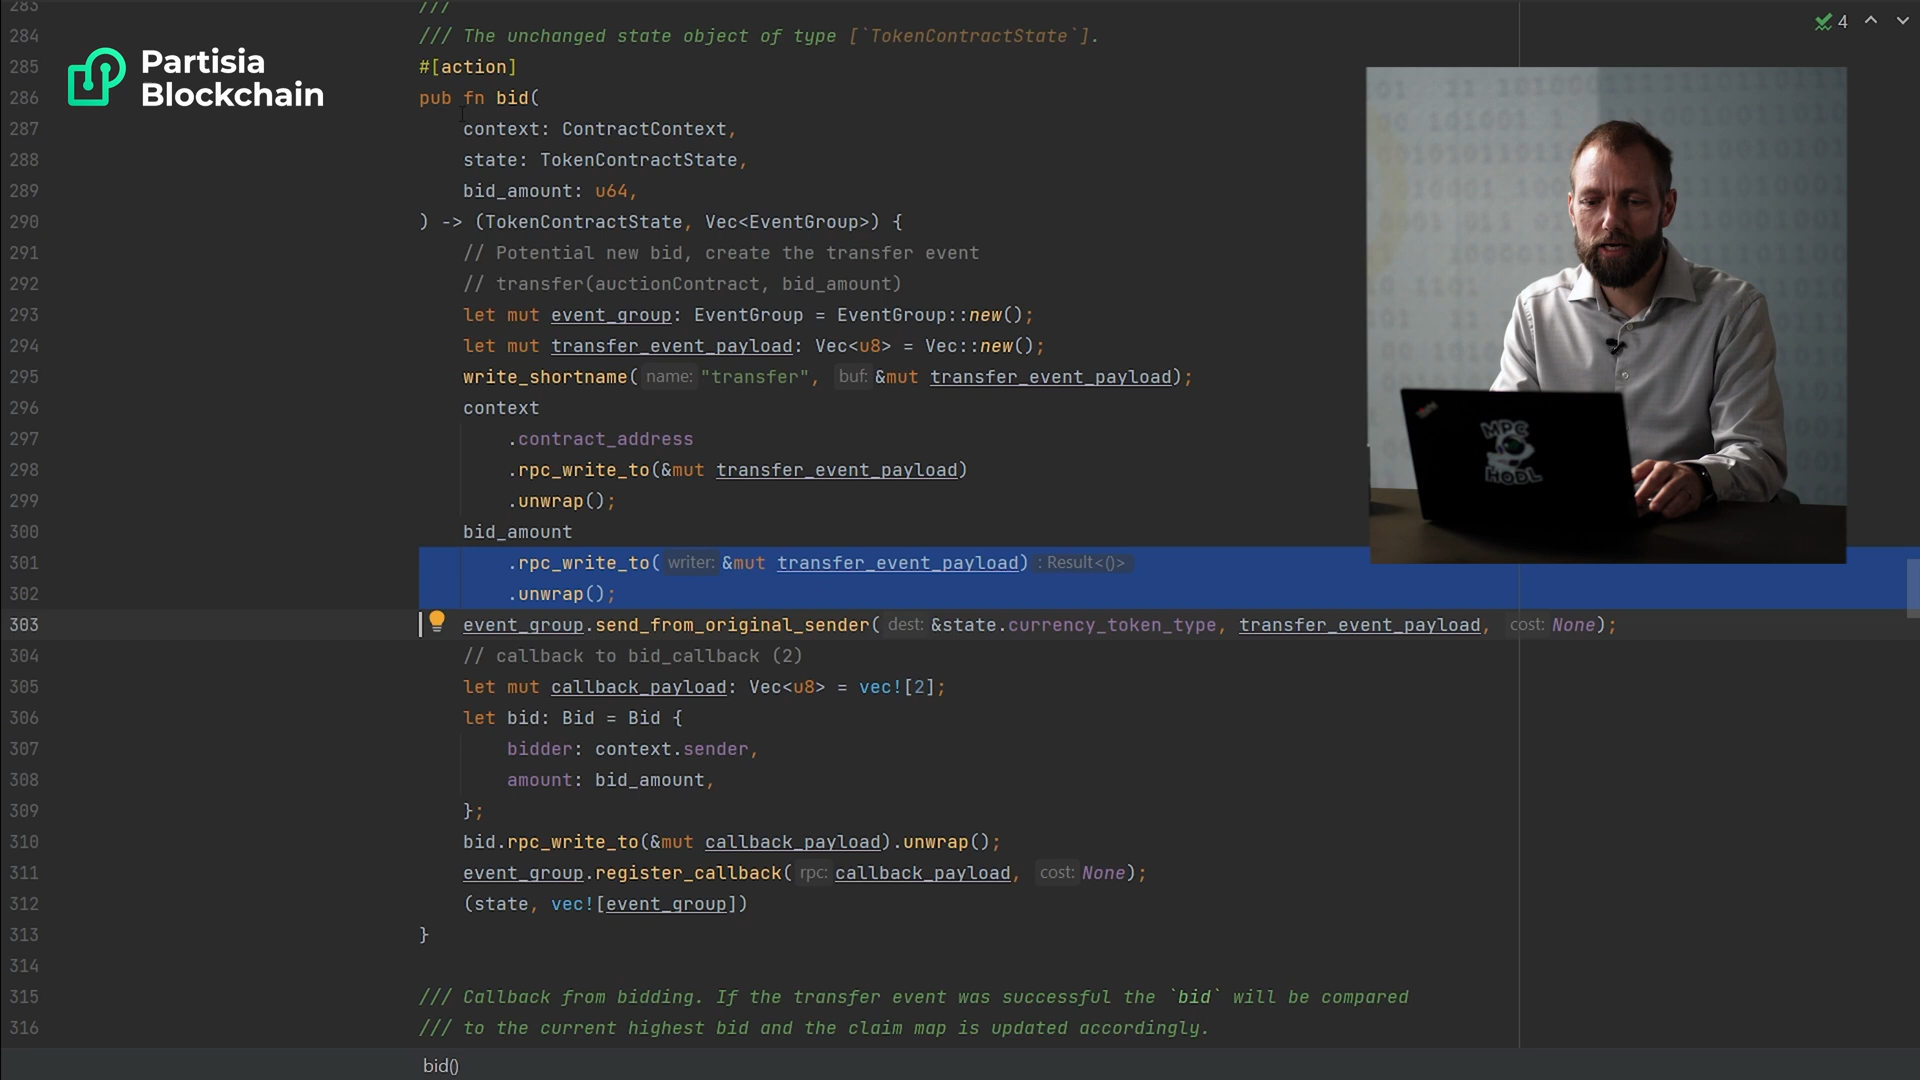 Partisia
Blockchain
283 ///
284 /// The unchanged state object of type [`TokenContractState`].
285 #[action]
286 pub fn bid(
287 context: ContractContext,
288 state: TokenContractState,
289 bid_amount: u64,
290 ) -> (TokenContractState, Vec<EventGroup>) {
291 // Potential new bid, create the transfer event
292 // transfer(auctionContract, bid_amount)
293 let mut event_group: EventGroup = EventGroup::new();
294 let mut transfer_event_payload: Vec<u8> = Vec::new();
295 write_shortname( name: "transfer", buf: &mut transfer_event_payload);
296 context
297 .contract_address
298 .rpc_write_to(&mut transfer_event_payload)
299 .unwrap();
300 bid_amount
301 .rpc_write_to( writer: &mut transfer_event_payload) : Result<()>
302 .unwrap();
303 event_group.send_from_original_sender( dest: &state.currency_token_type, transfer_event_payload, cost: None);
304 // callback to bid_callback (2)
305 let mut callback_payload: Vec<u8> = vec![2];
306 let bid: Bid = Bid {
307 bidder: context.sender,
308 amount: bid_amount,
309 };
310 bid.rpc_write_to(&mut callback_payload).unwrap();
311 event_group.register_callback( rpc: callback_payload, cost: None);
312 (state, vec![event_group])
313 }
314
315 /// Callback from bidding. If the transfer event was successful the `bid` will be compared
316 /// to the current highest bid and the claim map is updated accordingly.
bid()
4
MPC
HODL